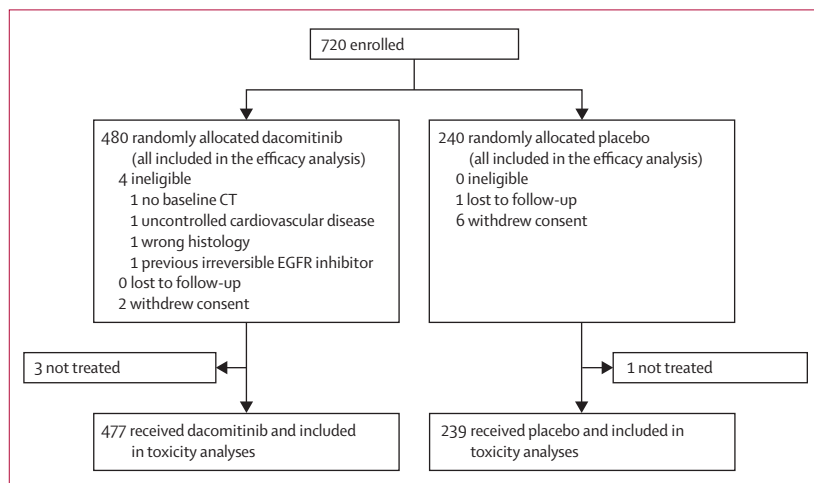 720 enrolled
480 randomly allocated dacomitinib
(all included in the efficacy analysis)
4 ineligible
1 no baseline CT
1 uncontrolled cardiovascular disease
1 wrong histology
1 previous irreversible EGFR inhibitor
0 lost to follow-up
2 withdrew consent
240 randomly allocated placebo
(all included in the efficacy analysis)
0 ineligible
1 lost to follow-up
6 withdrew consent
3 not treated
1 not treated
477 received dacomitinib and included
in toxicity analyses
239 received placebo and included in
toxicity analyses